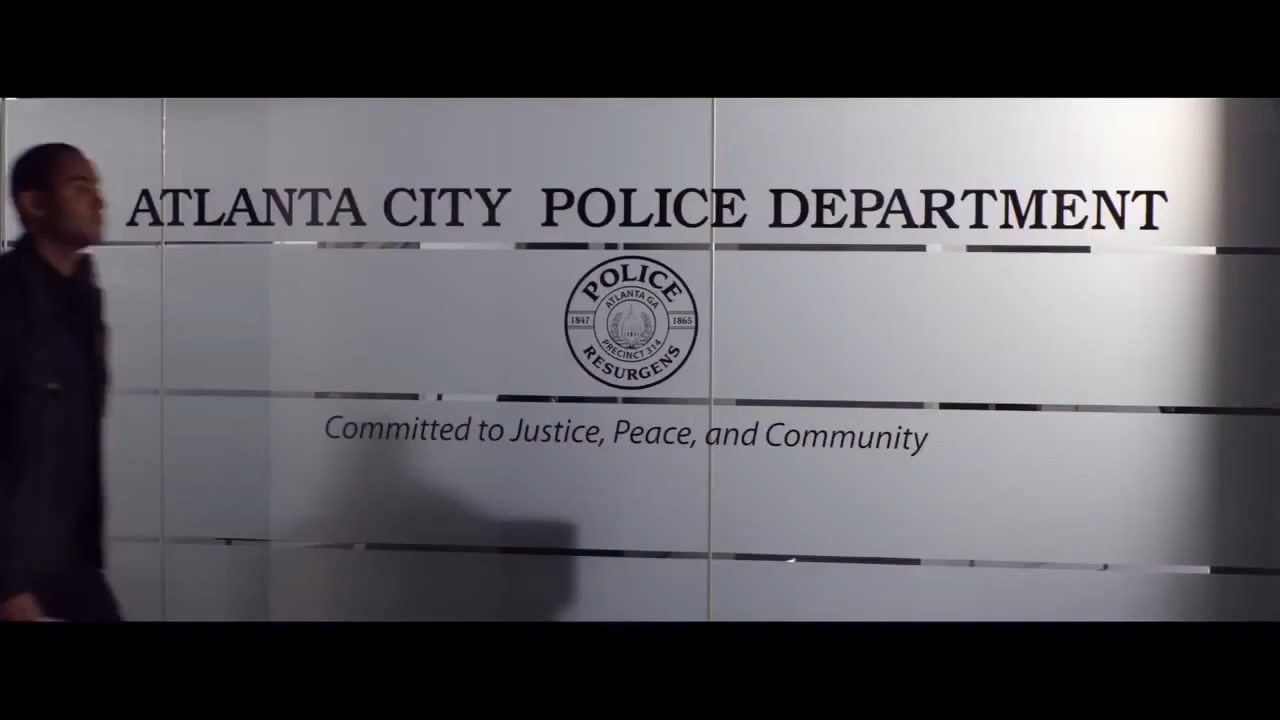 ATLANTA CITY POLICE DEPARTMENT
POLICE
ATLANTA GA
1847 1865
PRECINCT 314
RESURGENS
Committed to Justice, Peace, and Community